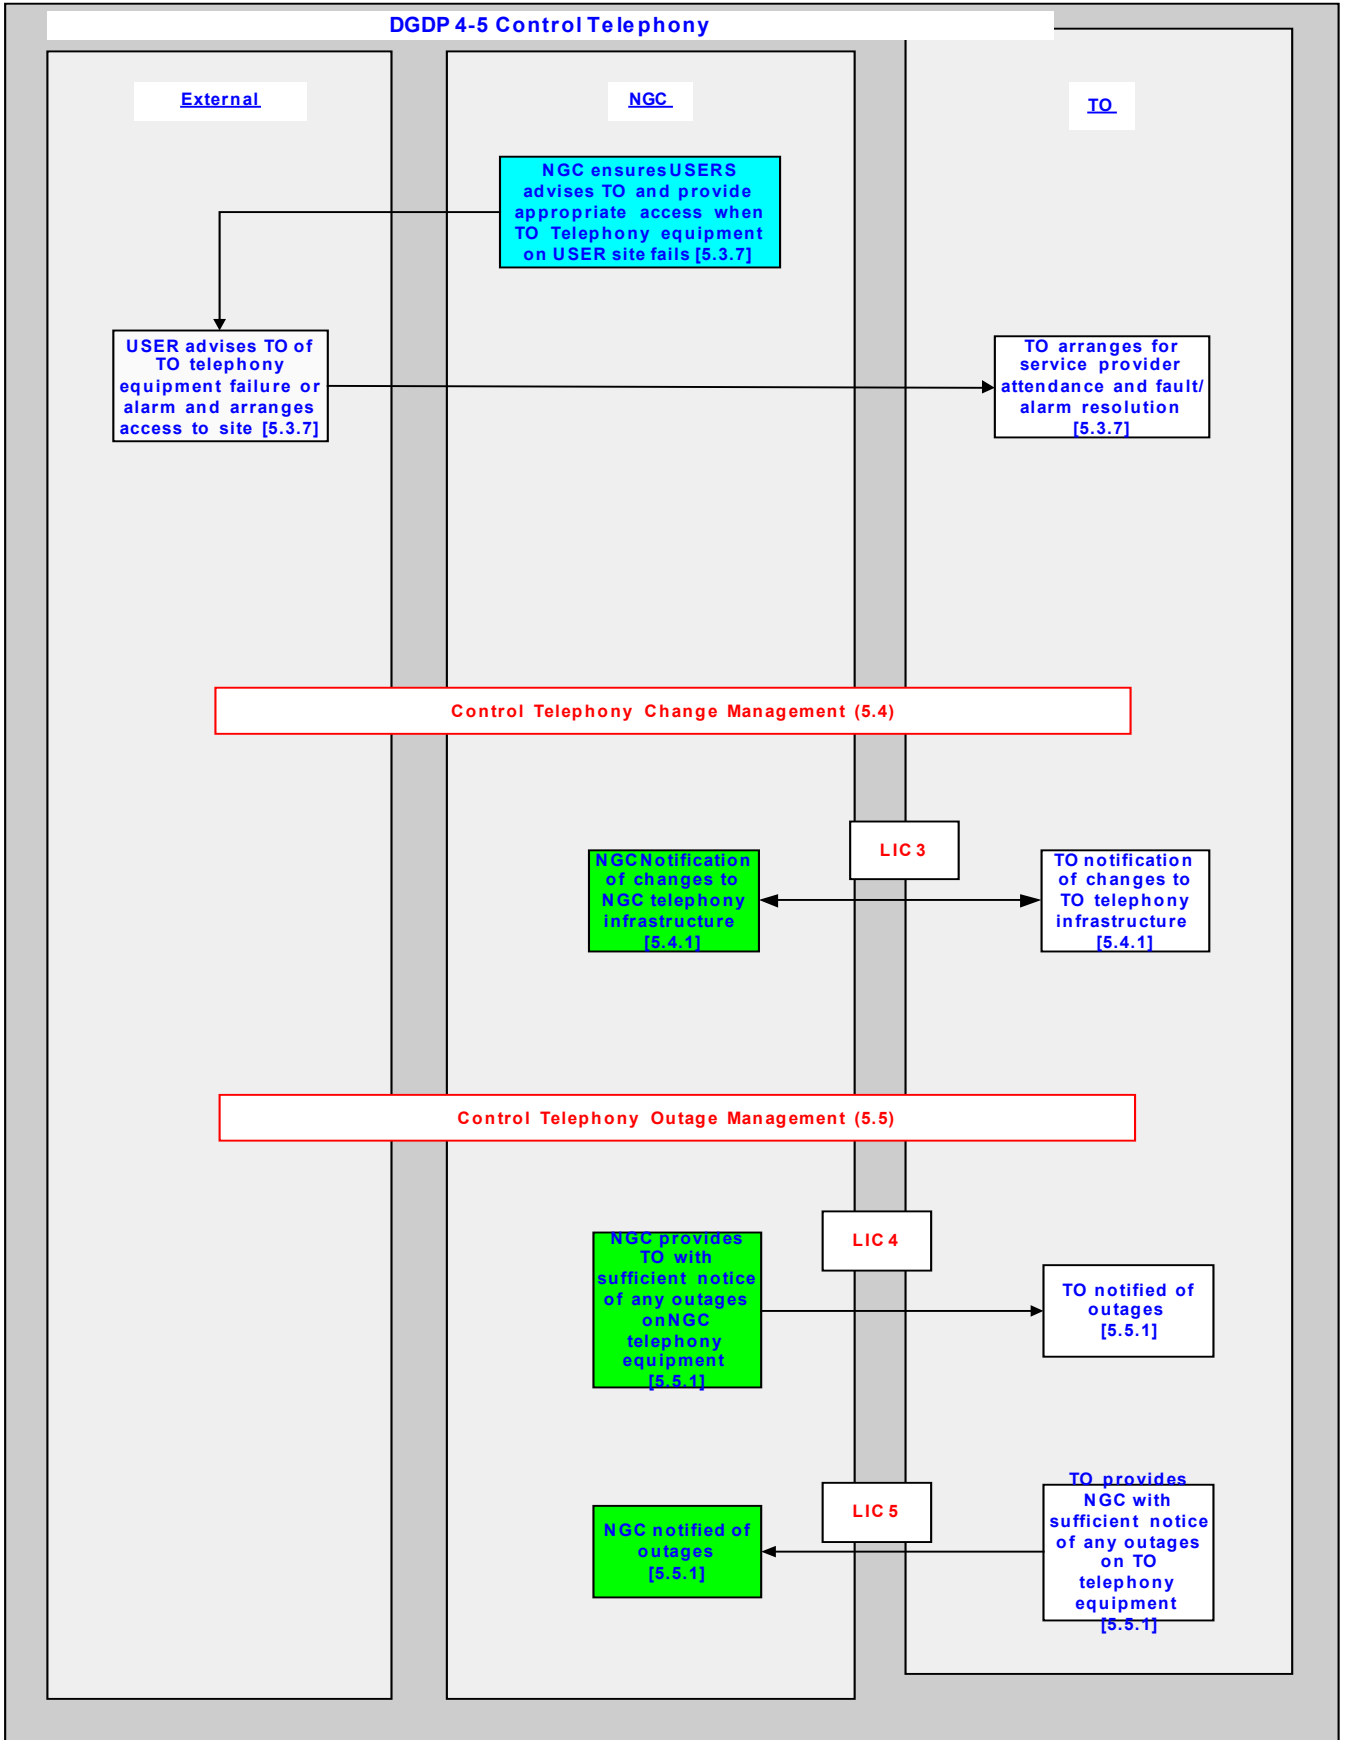 DGDP 4-5 Control Telephony
External
NGC
TO
NGC ensures USERS
advises TO and provide
appropriate access when
TO Telephony equipment
on USER site fails [5.3.7]
USER advises TO of
TO telephony
equipment failure or
alarm and arranges
access to site [5.3.7]
TO arranges for
service provider
attendance and fault/
alarm resolution
[5.3.7]
Control Telephony Change Management (5.4)
LIC 3
NGC Notification
of changes to
NGC telephony
infrastructure
[5.4.1]
TO notification
of changes to
TO telephony
infrastructure
[5.4.1]
Control Telephony Outage Management (5.5)
LIC 4
NGC provides
TO with
sufficient notice
of any outages
on NGC
telephony
equipment
[5.5.1]
TO notified of
outages
[5.5.1]
LIC 5
NGC notified of
outages
[5.5.1]
TO provides
NGC with
sufficient notice
of any outages
on TO
telephony
equipment
[5.5.1]